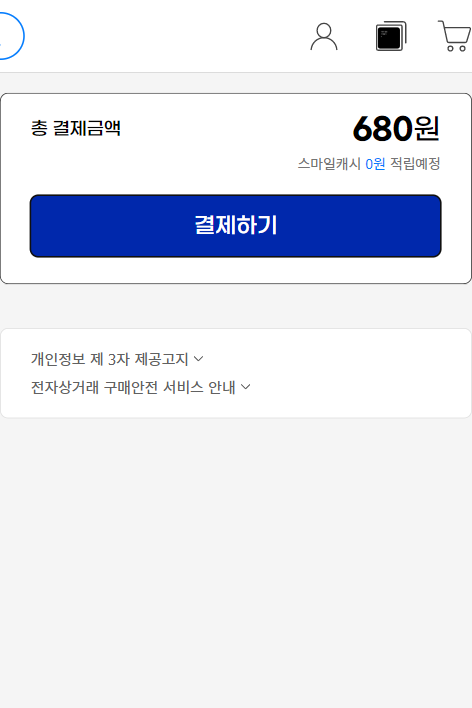 총 결제금액
680원
스마일캐시 0원 적립예정
결제하기
개인정보 제 3자 제공고지
전자상거래 구매안전 서비스 안내